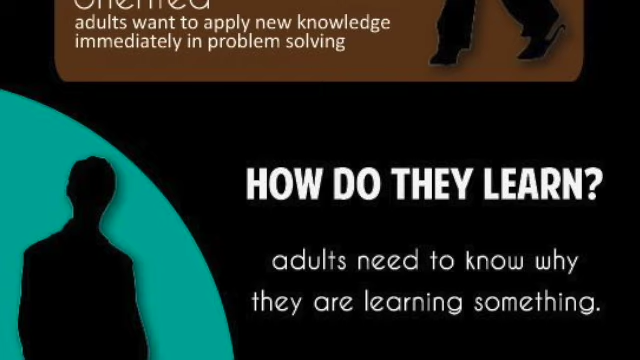 oriented
adults want to apply new knowledge
immediately in problem solving
HOW DO THEY LEARN?
adults need to know why
they are learning something.